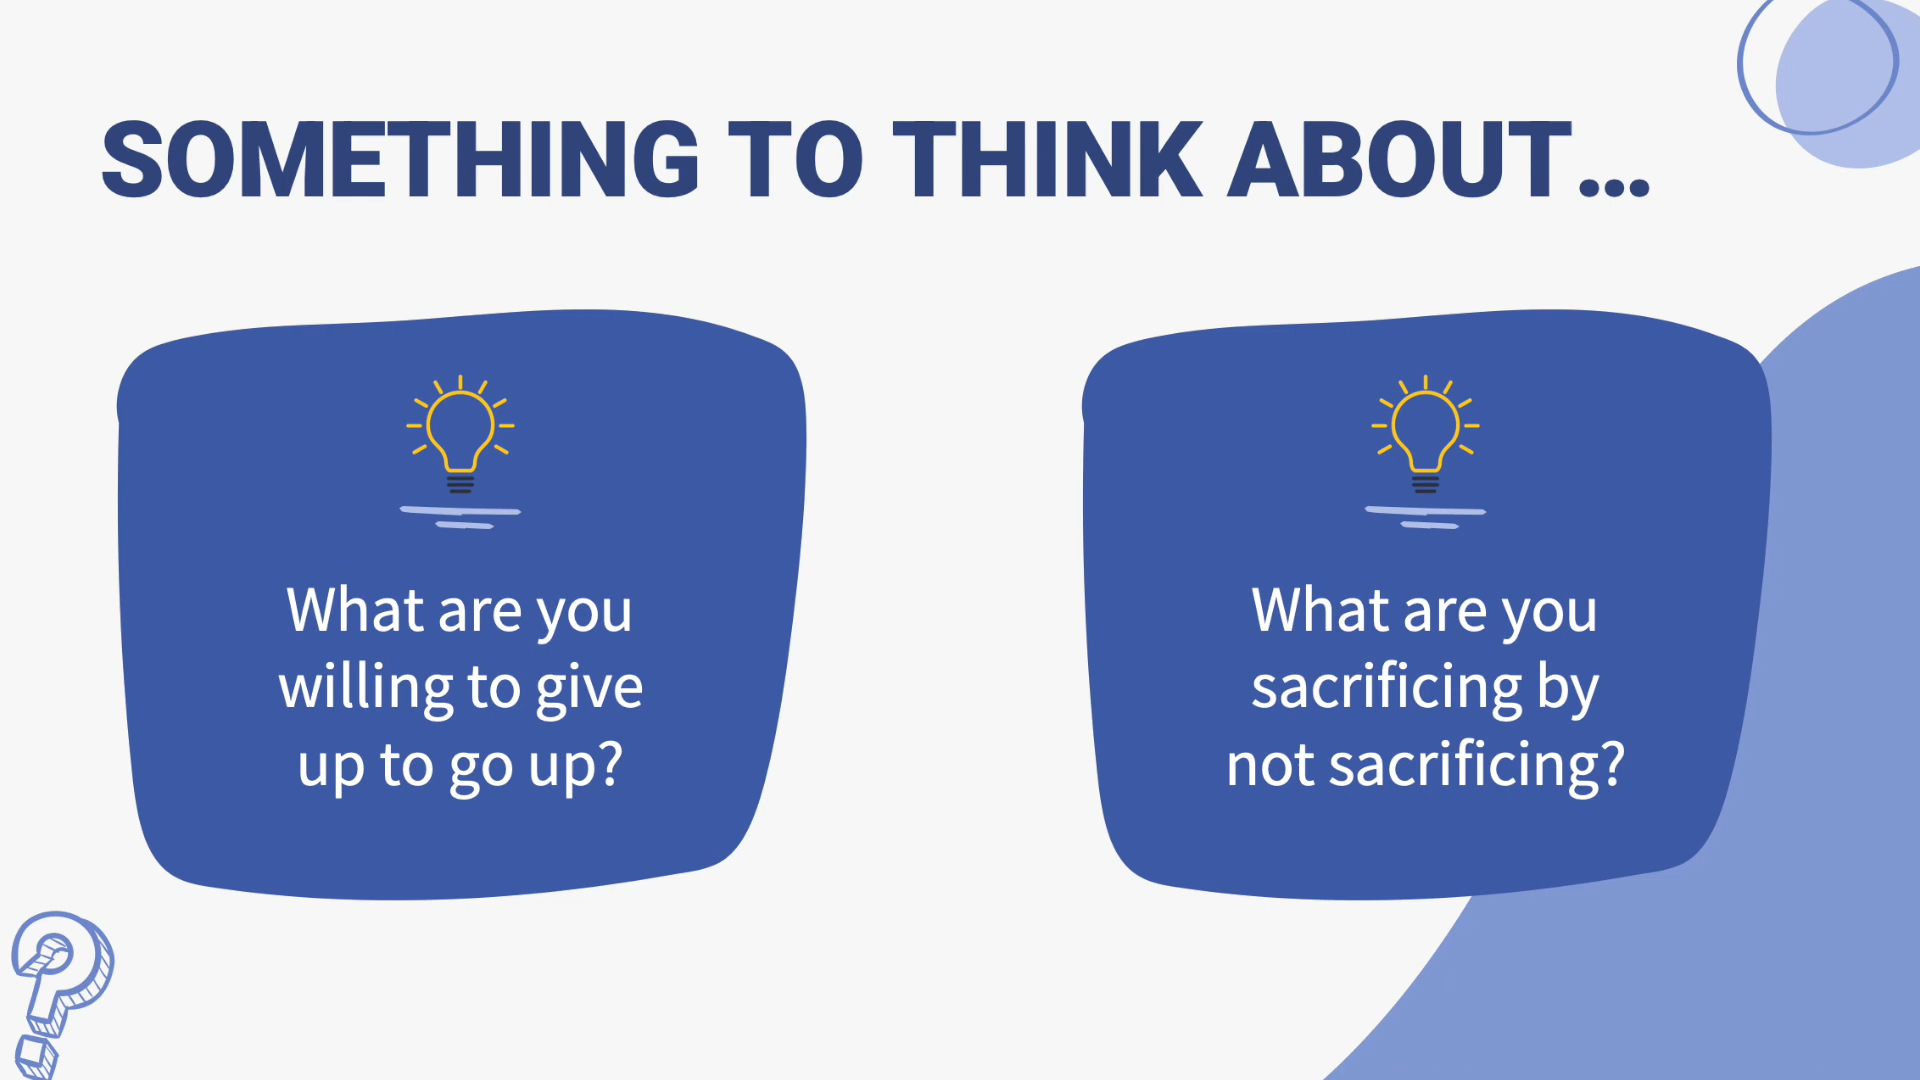 SOMETHING TO THINK ABOUT...
What are you
willing to give
up to go up?
What are you
sacrificing by
not sacrificing?